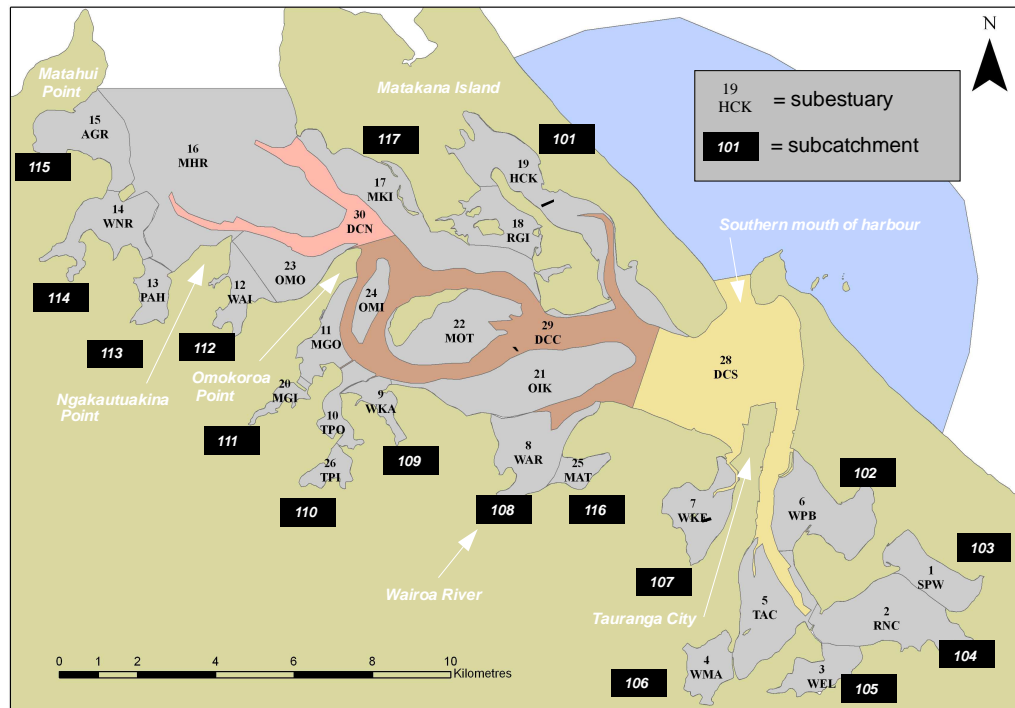 N
Matahui
Point
Matakana Island
19
HCK
= subestuary
101
= subcatchment
15
AGR
115
16
MHR
117
101
19
HCK
17
MKI
14
WNR
18
RGI
30
DCN
Southern mouth of harbour
23
OMO
13
PAH
12
WAI
114
24
OMI
22
MOT
29
DCC
11
MGO
28
DCS
113
112
Ngakautuakina
Point
Omokoroa
Point
21
OIK
20
MGI
9
WKA
10
TPO
111
109
8
WAR
26
TPI
25
MAT
110
108
116
102
7
6
WPB
103
107
1
SPW
Wairoa River
Tauranga City
5
TAC
2
RNC
104
4
WMA
3
WEL
106
105
0 2 4 6 8 10
Kilometres